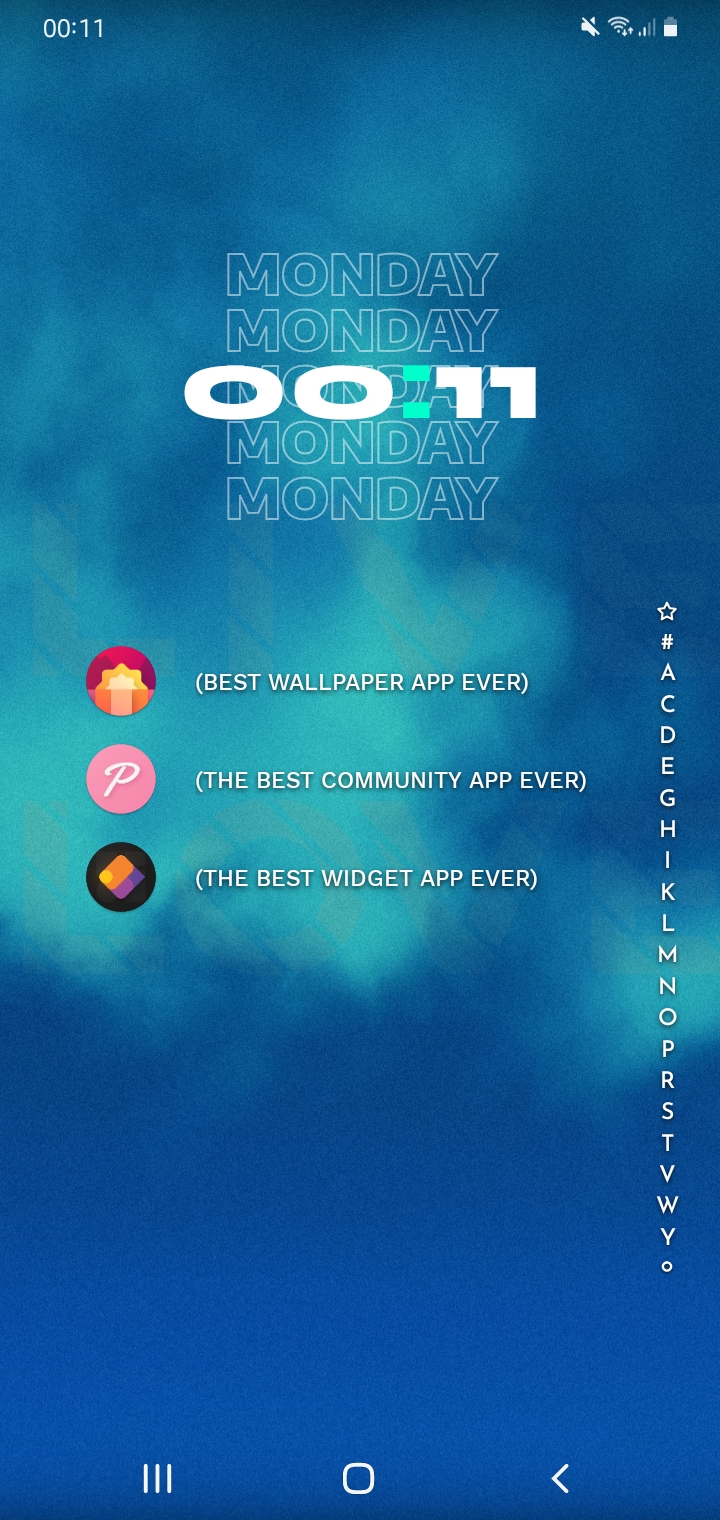 00:11
MONDAY
MONDAY
MONDAY
00:11
MONDAY
MONDAY
(BEST WALLPAPER APP EVER)
P
(THE BEST COMMUNITY APP EVER)
(THE BEST WIDGET APP EVER)
#
A
C
D
E
G
H
I
K
L
M
N
O
P
R
S
T
V
W
Y